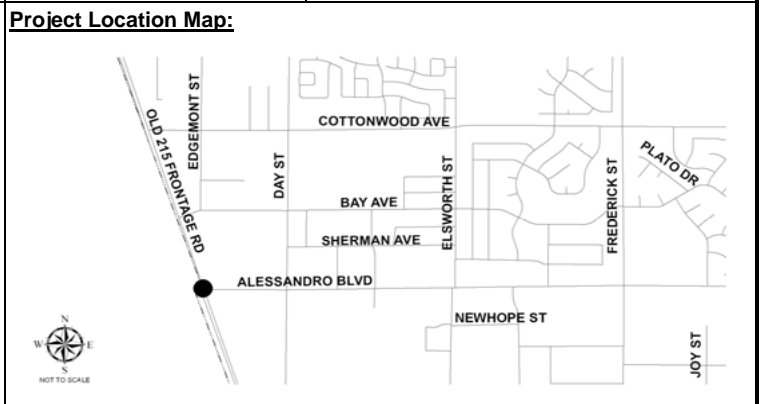 Project Location Map:
OLD 215 FRONTAGE RD
EDGEMONT ST
DAY ST
COTTONWOOD AVE
ELSWORTH ST
FREDERICK ST
PLATO DR
BAY AVE
SHERMAN AVE
ALESSANDRO BLVD
NEWHOPE ST
JOY ST
N
W E
S
NOT TO SCALE